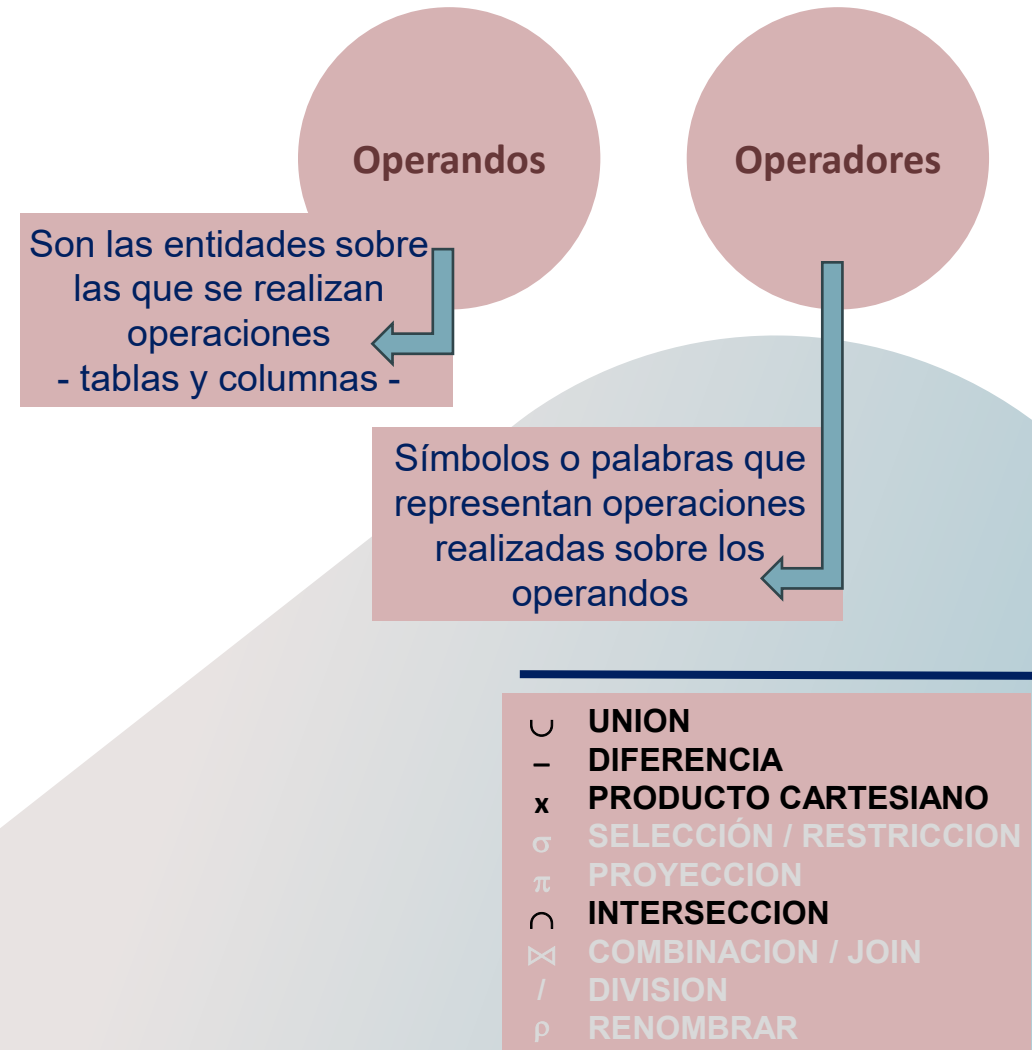 Operandos
Operadores
Son las entidades sobre
las que se realizan
operaciones
- tablas y columnas -
Símbolos o palabras que
representan operaciones
realizadas sobre los
operandos
∪ UNION
– DIFERENCIA
x PRODUCTO CARTESIANO
σ SELECCIÓN / RESTRICCION
π PROYECCION
∩ INTERSECCION
⋈ COMBINACION / JOIN
/ DIVISION
ρ RENOMBRAR